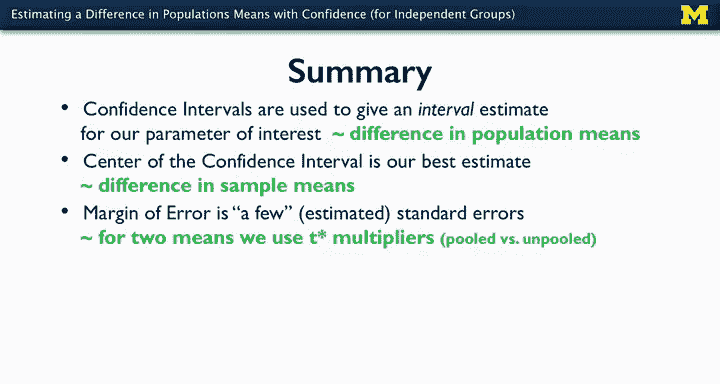 Estimating a Difference in Populations Means with Confidence (for Independent Groups)
M
Summary
• Confidence Intervals are used to give an interval estimate
for our parameter of interest ~ difference in population means
• Center of the Confidence Interval is our best estimate
~ difference in sample means
• Margin of Error is “a few” (estimated) standard errors
~ for two means we use t* multipliers (pooled vs. unpooled)